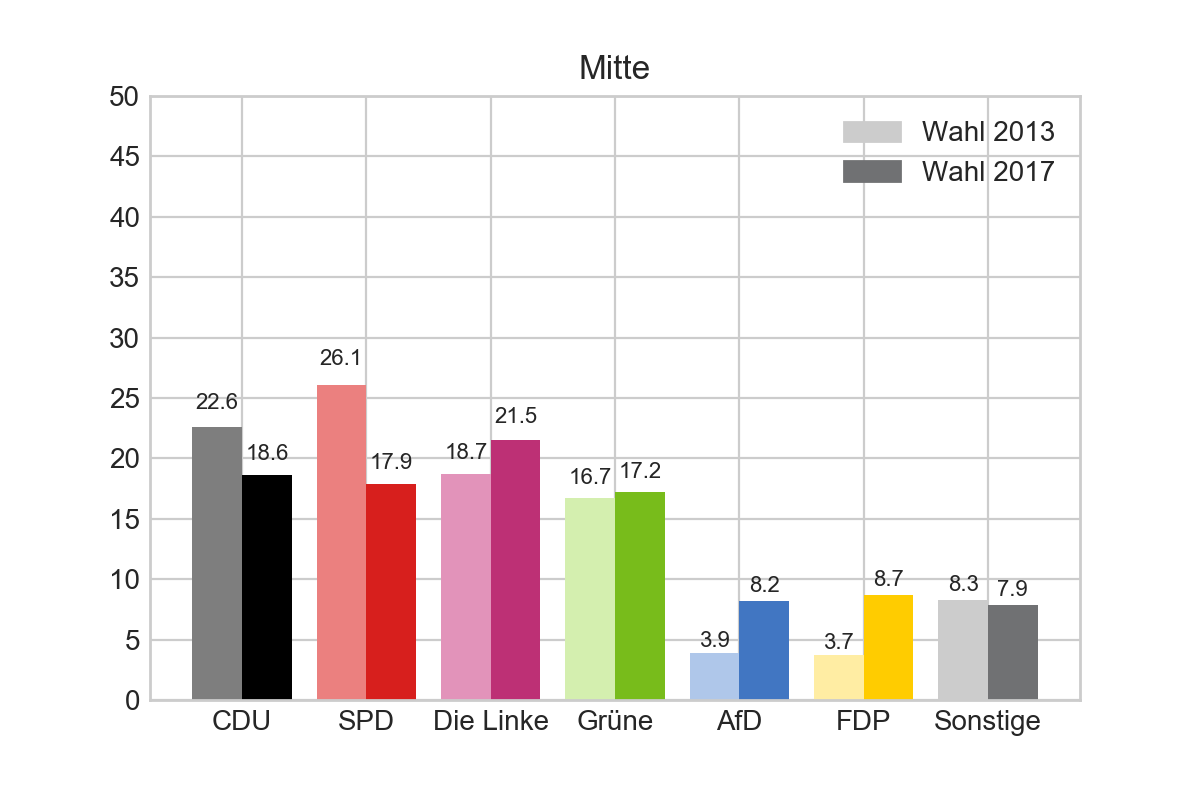 Mitte
50
45
40
35
30
25
20
15
10
5
0
Wahl 2013
Wahl 2017
22.6
18.6
26.1
17.9
18.7
21.5
16.7
17.2
3.9
8.2
3.7
8.7
8.3
7.9
CDU
SPD
Die Linke
Grüne
AfD
FDP
Sonstige